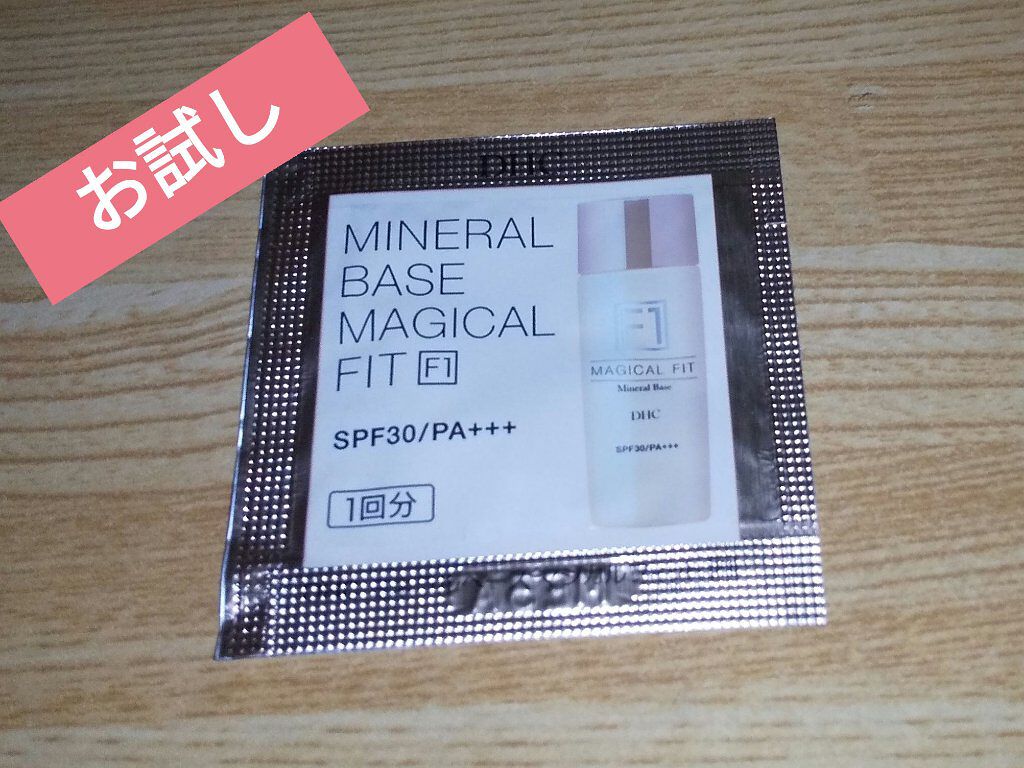 お試し
DHC
MINERAL
BASE
MAGICAL
FIT F1
SPF30/PA+++
1回分
F1
MAGICAL FIT
Mineral Base
DHC
SPF30/PA+++